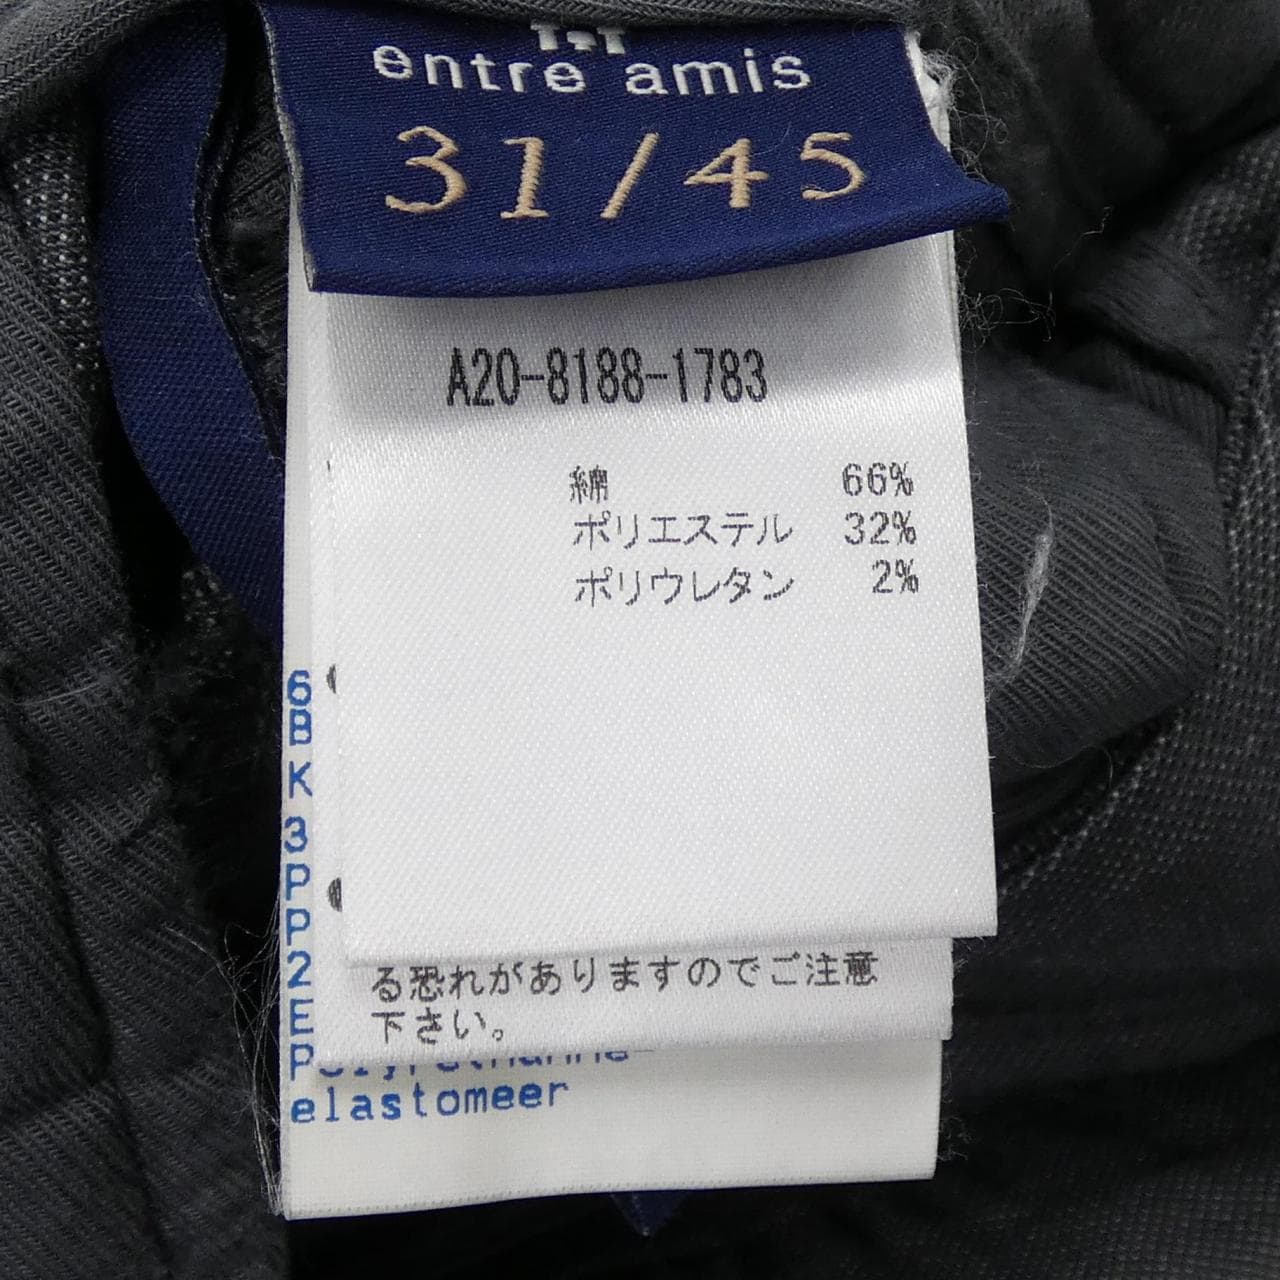 entre amis
31/45
A20-8188-1783
綿 66%
ポリエステル 32%
ポリウレタン 2%
る恐れがありますのでご注意
下さい。
6
B
K
3
P
P
2
E
elastomeer